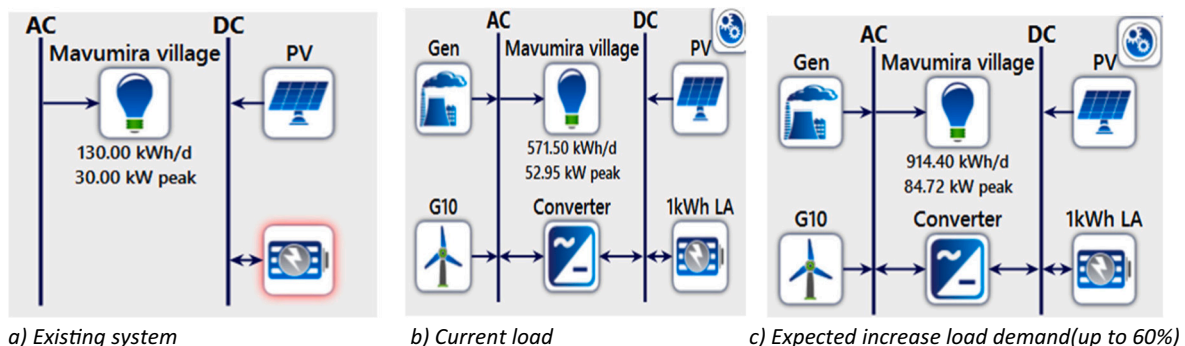 AC DC
Mavumira village PV
130.00 kWh/d
30.00 kW peak
a) Existing system
AC DC
Gen Mavumira village PV
571.50 kWh/d
52.95 kW peak
G10 Converter 1kWh LA
b) Current load
AC DC
Gen Mavumira village PV
914.40 kWh/d
84.72 kW peak
G10 Converter 1kWh LA
c) Expected increase load demand(up to 60%)